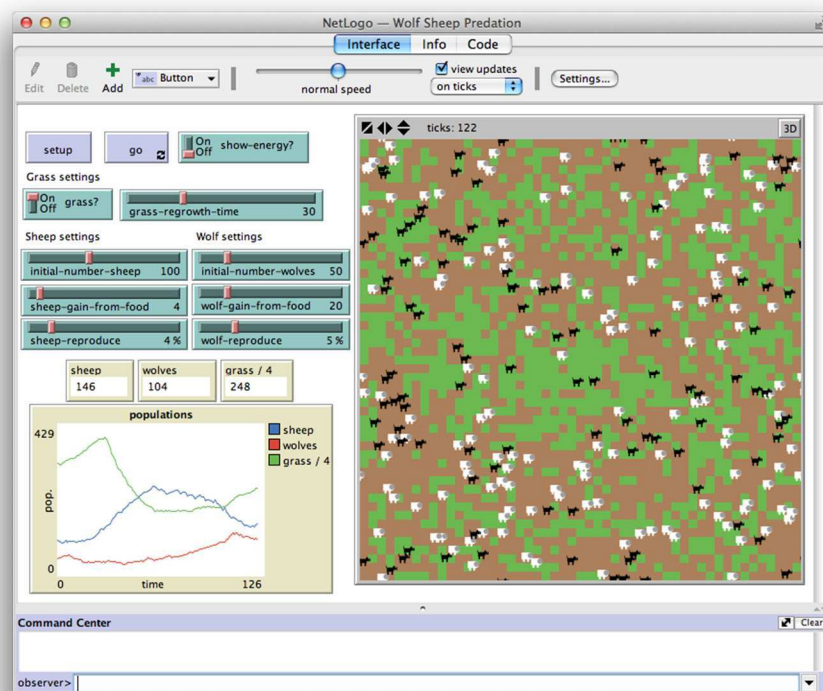 NetLogo — Wolf Sheep Predation
Interface Info Code
Edit Delete Add abc Button normal speed view updates on ticks Settings...
setup go On Off show-energy?
ticks: 122 3D
Grass settings
On Off grass? grass-regrowth-time 30
Sheep settings Wolf settings
initial-number-sheep 100 initial-number-wolves 50
sheep-gain-from-food 4 wolf-gain-from-food 20
sheep-reproduce 4 % wolf-reproduce 5 %
sheep wolves grass / 4
146 104 248
populations
429
pop.
0
0 time 126
sheep
wolves
grass / 4
Command Center Clear
observer>